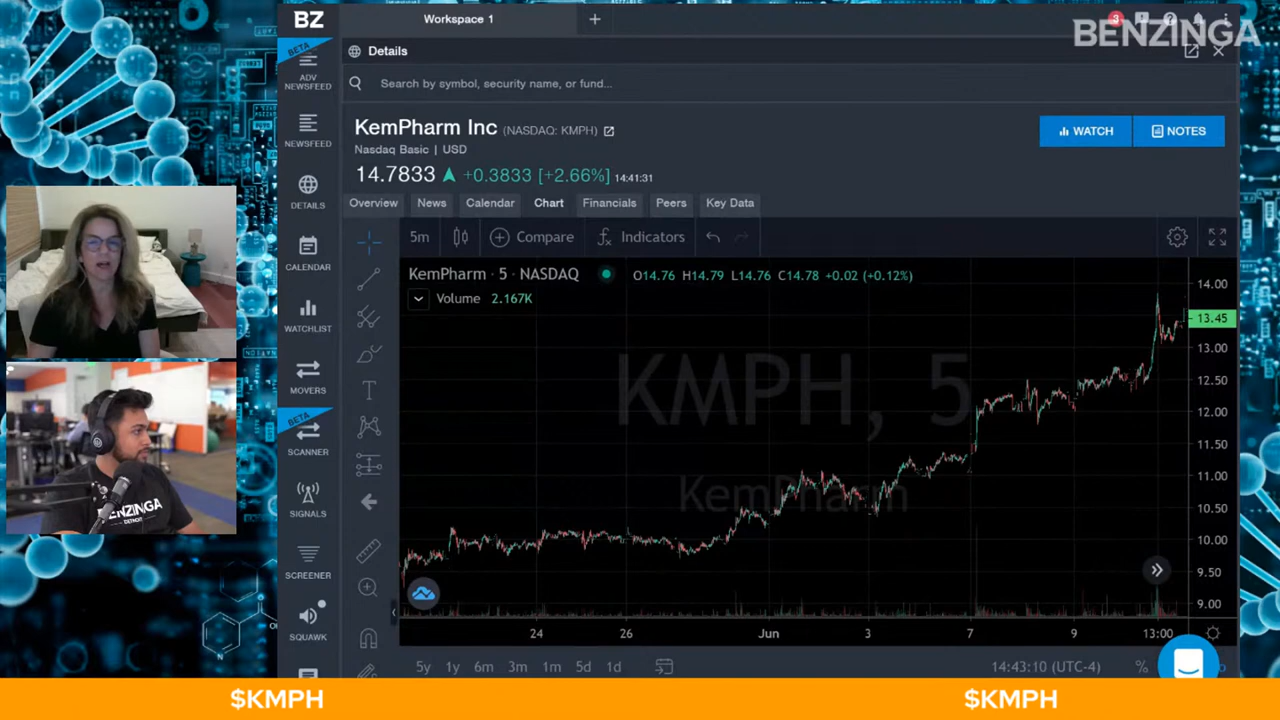 BZ
Workspace 1
+
3
BENZINGA
BETA
ADV
NEWSFEED
NEWSFEED
DETAILS
CALENDAR
WATCHLIST
MOVERS
BETA
SCANNER
SIGNALS
SCREENER
SQUAWK
Details
Search by symbol, security name, or fund...
KemPharm Inc (NASDAQ: KMPH)
Nasdaq Basic | USD
14.7833 ▲ +0.3833 [+2.66%] 14:41:31
WATCH
NOTES
Overview News Calendar Chart Financials Peers Key Data
5m Compare fx Indicators
KemPharm · 5 · NASDAQ O14.76 H14.79 L14.76 C14.78 +0.02 (+0.12%)
Volume 2.167K
KMPH, 5
KemPharm
14.00
13.45
13.00
12.50
12.00
11.50
11.00
10.50
10.00
9.50
9.00
24 26 Jun 3 7 9 13:00
5y 1y 6m 3m 1m 5d 1d 14:43:10 (UTC-4) %
BENZINGA
DETROIT
N
$KMPH $KMPH